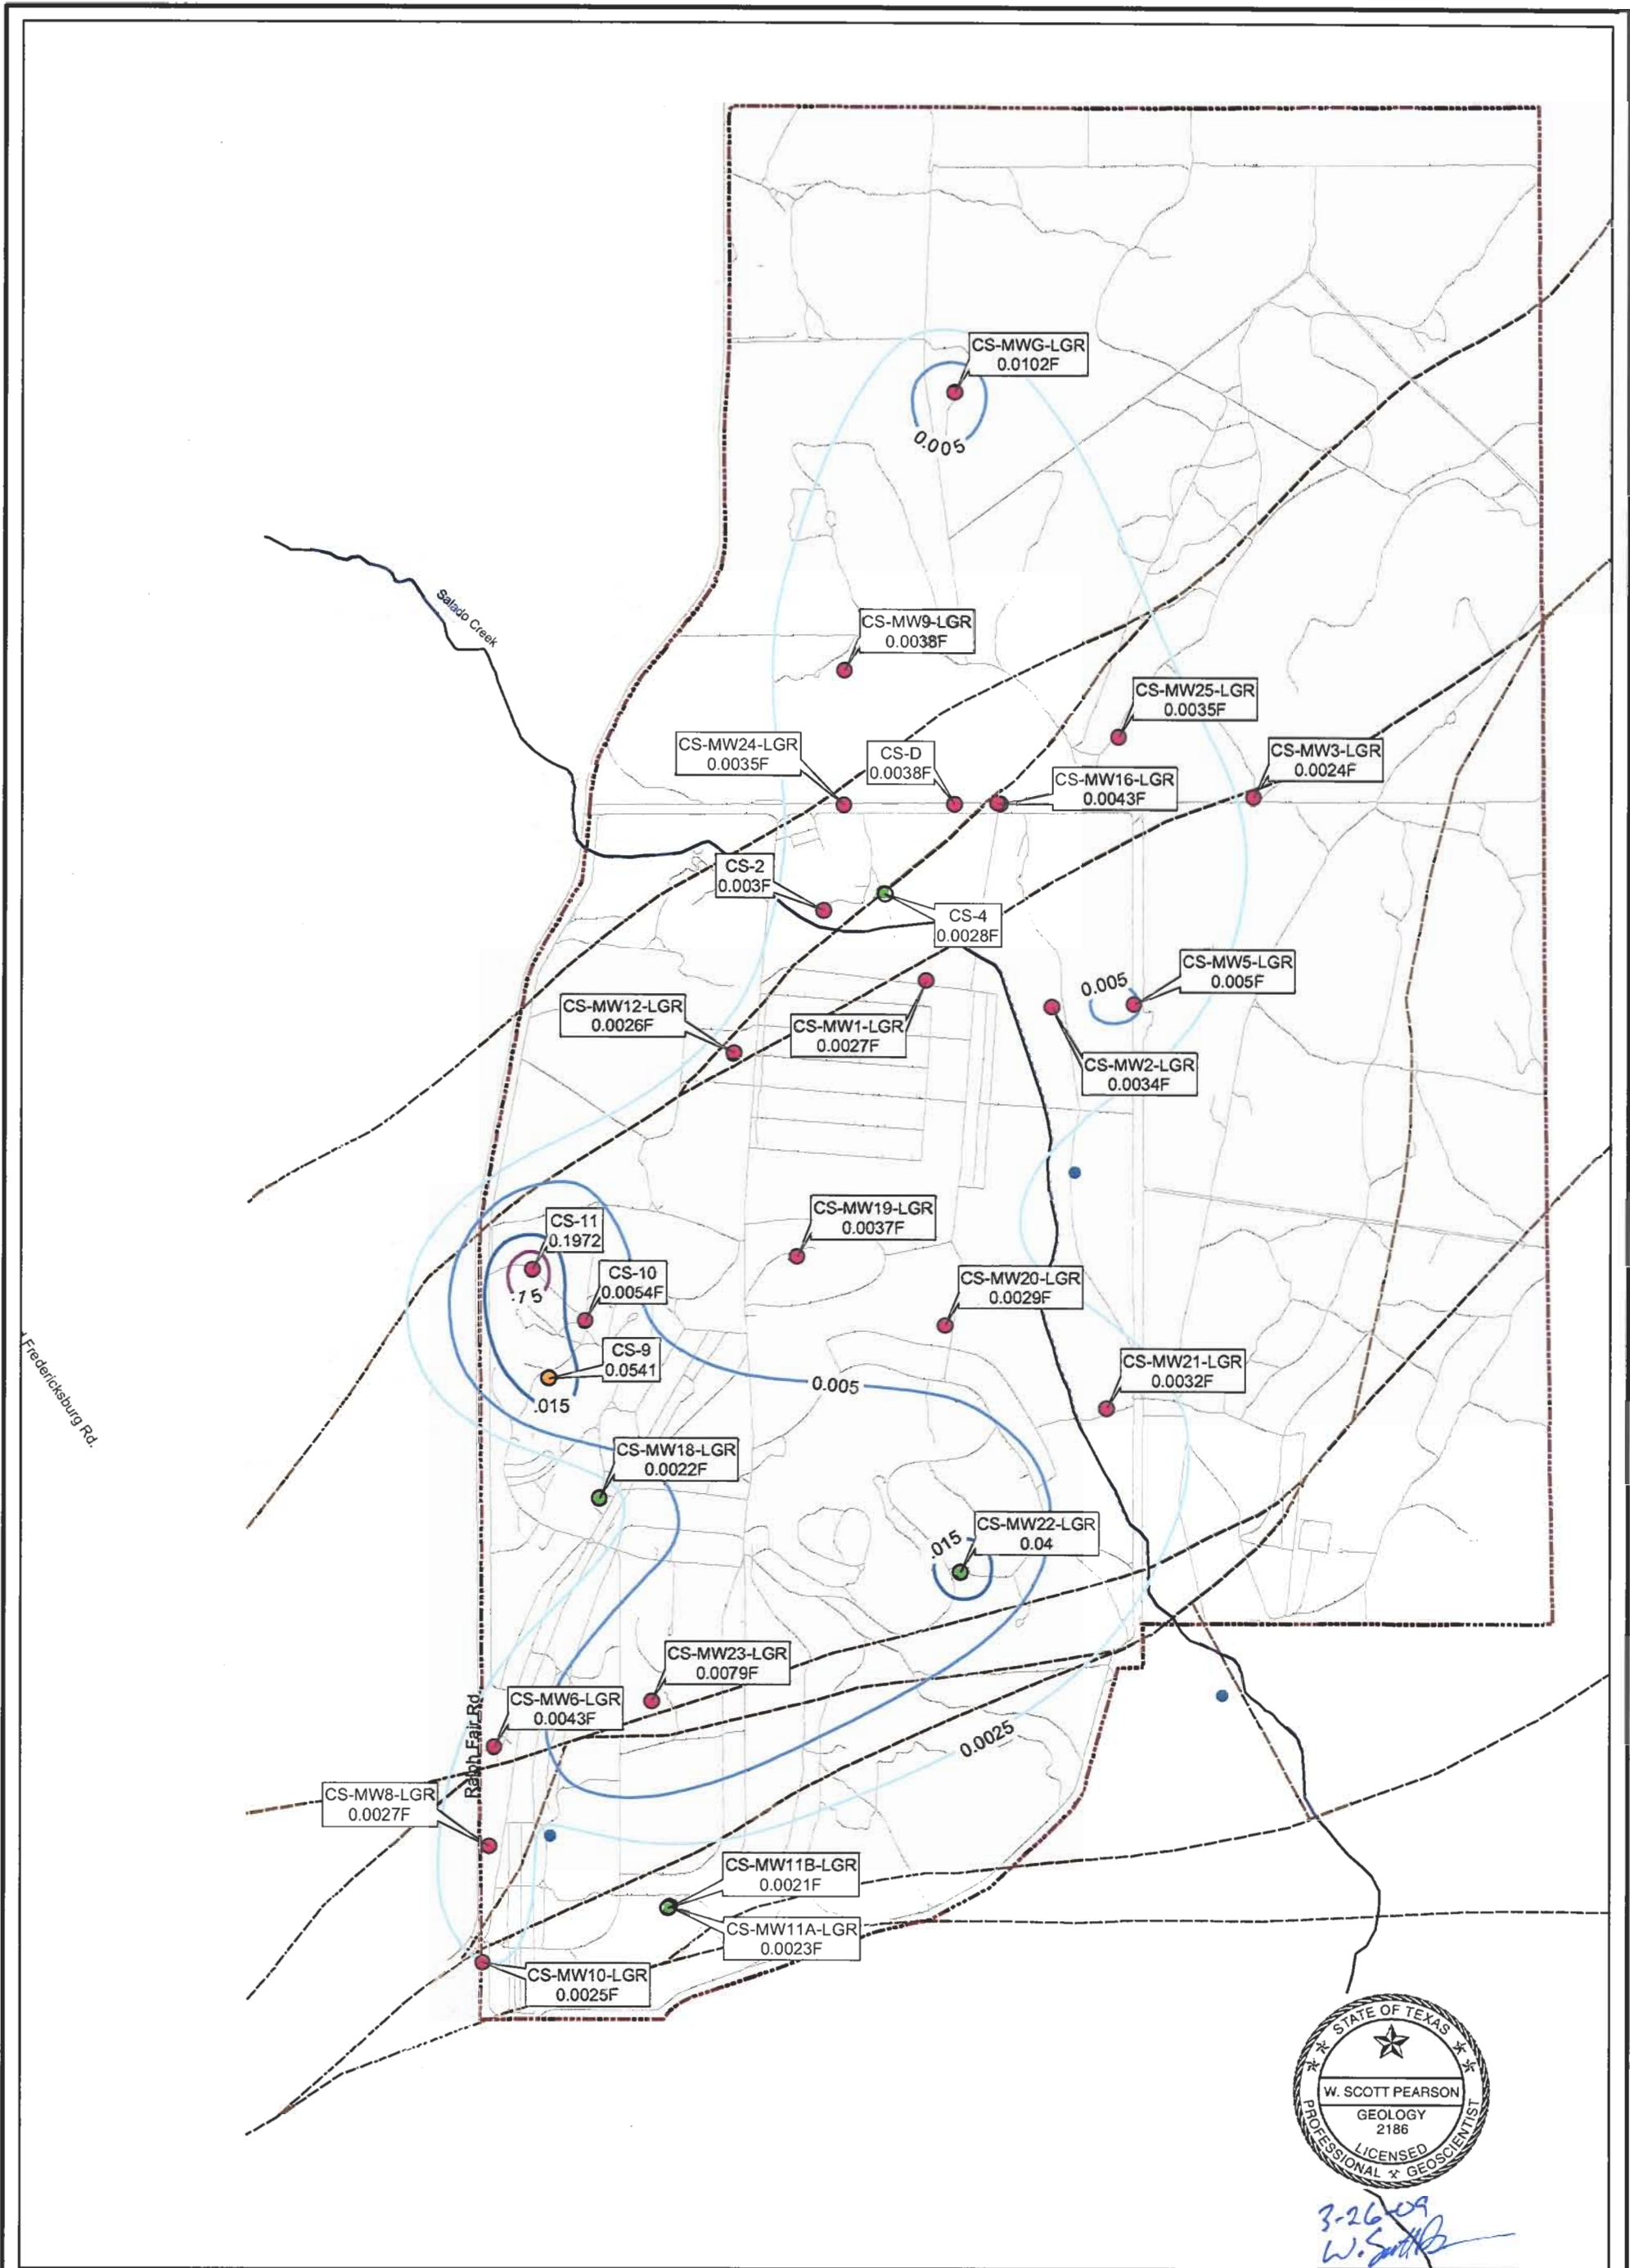 CS-MWG-LGR
0.0102F
0.005
Salado Creek
CS-MW9-LGR
0.0038F
CS-MW25-LGR
0.0035F
CS-MW24-LGR
0.0035F
CS-D
0.0038F
CS-MW16-LGR
0.0043F
CS-MW3-LGR
0.0024F
CS-2
0.003F
CS-4
0.0028F
CS-MW5-LGR
0.005F
0.005
CS-MW12-LGR
0.0026F
CS-MW1-LGR
0.0027F
CS-MW2-LGR
0.0034F
CS-11
0.1972
.15
CS-MW19-LGR
0.0037F
CS-10
0.0054F
CS-MW20-LGR
0.0029F
CS-9
0.0541
.015
0.005
CS-MW21-LGR
0.0032F
Fredericksburg Rd.
CS-MW18-LGR
0.0022F
.015
CS-MW22-LGR
0.04
CS-MW23-LGR
0.0079F
CS-MW6-LGR
0.0043F
Ralph Fair Rd.
0.0025
CS-MW8-LGR
0.0027F
CS-MW11B-LGR
0.0021F
CS-MW11A-LGR
0.0023F
CS-MW10-LGR
0.0025F
STATE OF TEXAS
W. SCOTT PEARSON
GEOLOGY
2186
LICENSED
PROFESSIONAL GEOSCIENTIST
3-26-09